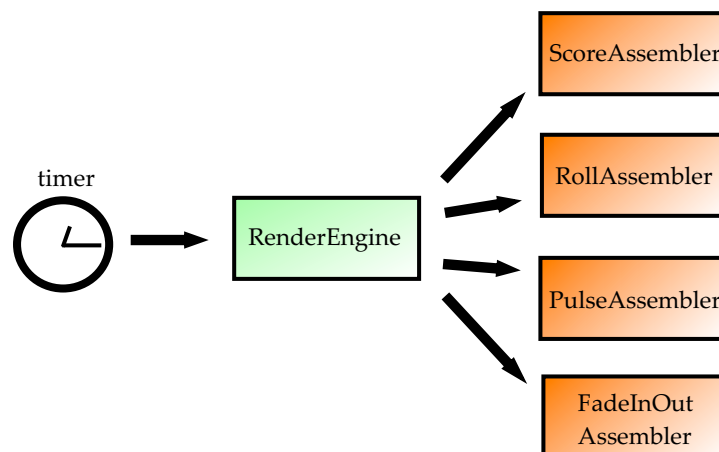 ScoreAssembler
RollAssembler
timer
RenderEngine
PulseAssembler
FadeInOut
Assembler